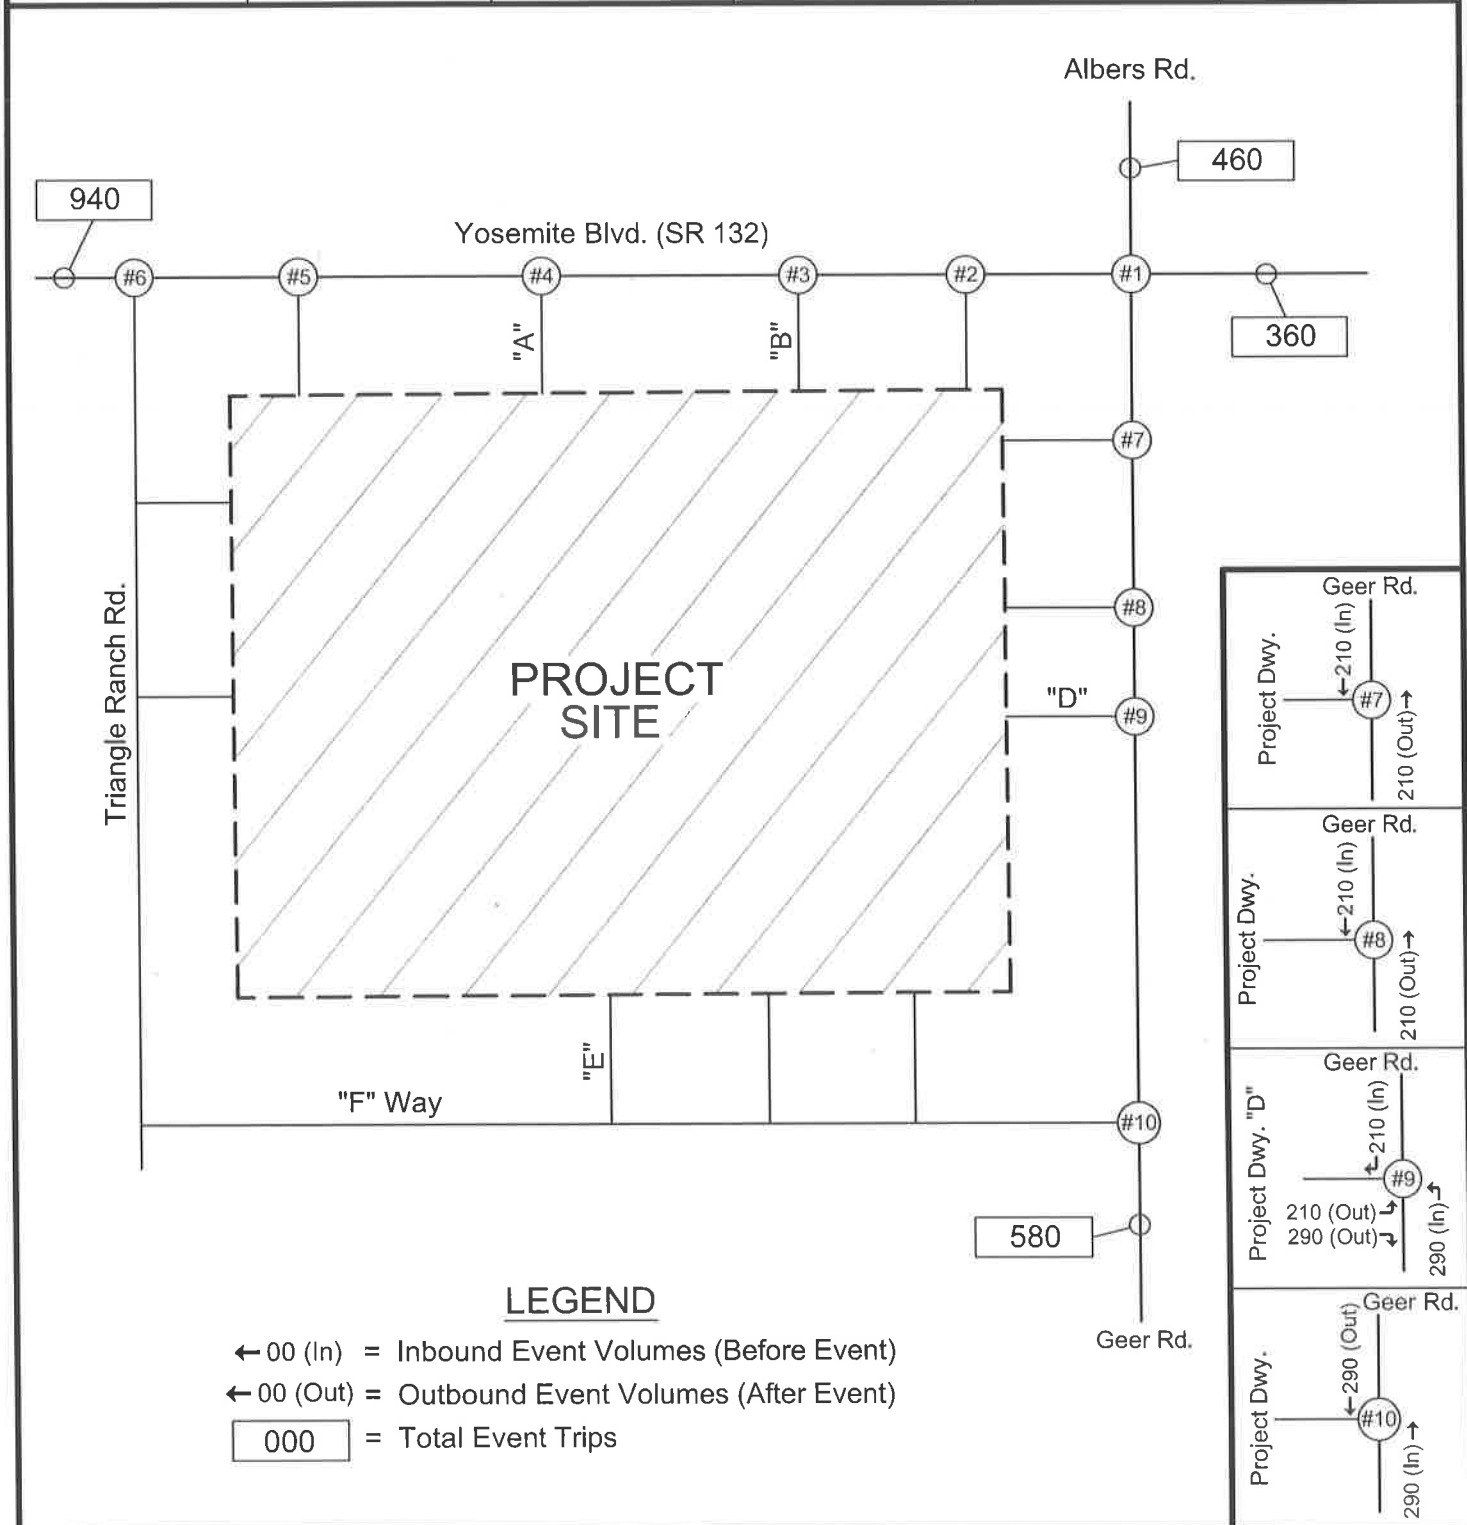 Albers Rd.
460
940
Yosemite Blvd. (SR 132)
#6
#5
#4
#3
#2
#1
360
"A"
"B"
#7
#8
"D"
#9
Triangle Ranch Rd.
PROJECT
SITE
"E"
"F" Way
#10
580
Geer Rd.
LEGEND
←00 (In) = Inbound Event Volumes (Before Event)
←00 (Out) = Outbound Event Volumes (After Event)
000 = Total Event Trips
Geer Rd.
Project Dwy.
←210 (In)
#7
210 (Out)→
Geer Rd.
Project Dwy.
←210 (In)
#8
210 (Out)→
Geer Rd.
Project Dwy. "D"
210 (In)
#9
210 (Out)
290 (Out)
290 (In)
Geer Rd.
Project Dwy.
←290 (Out)
#10
290 (In)→